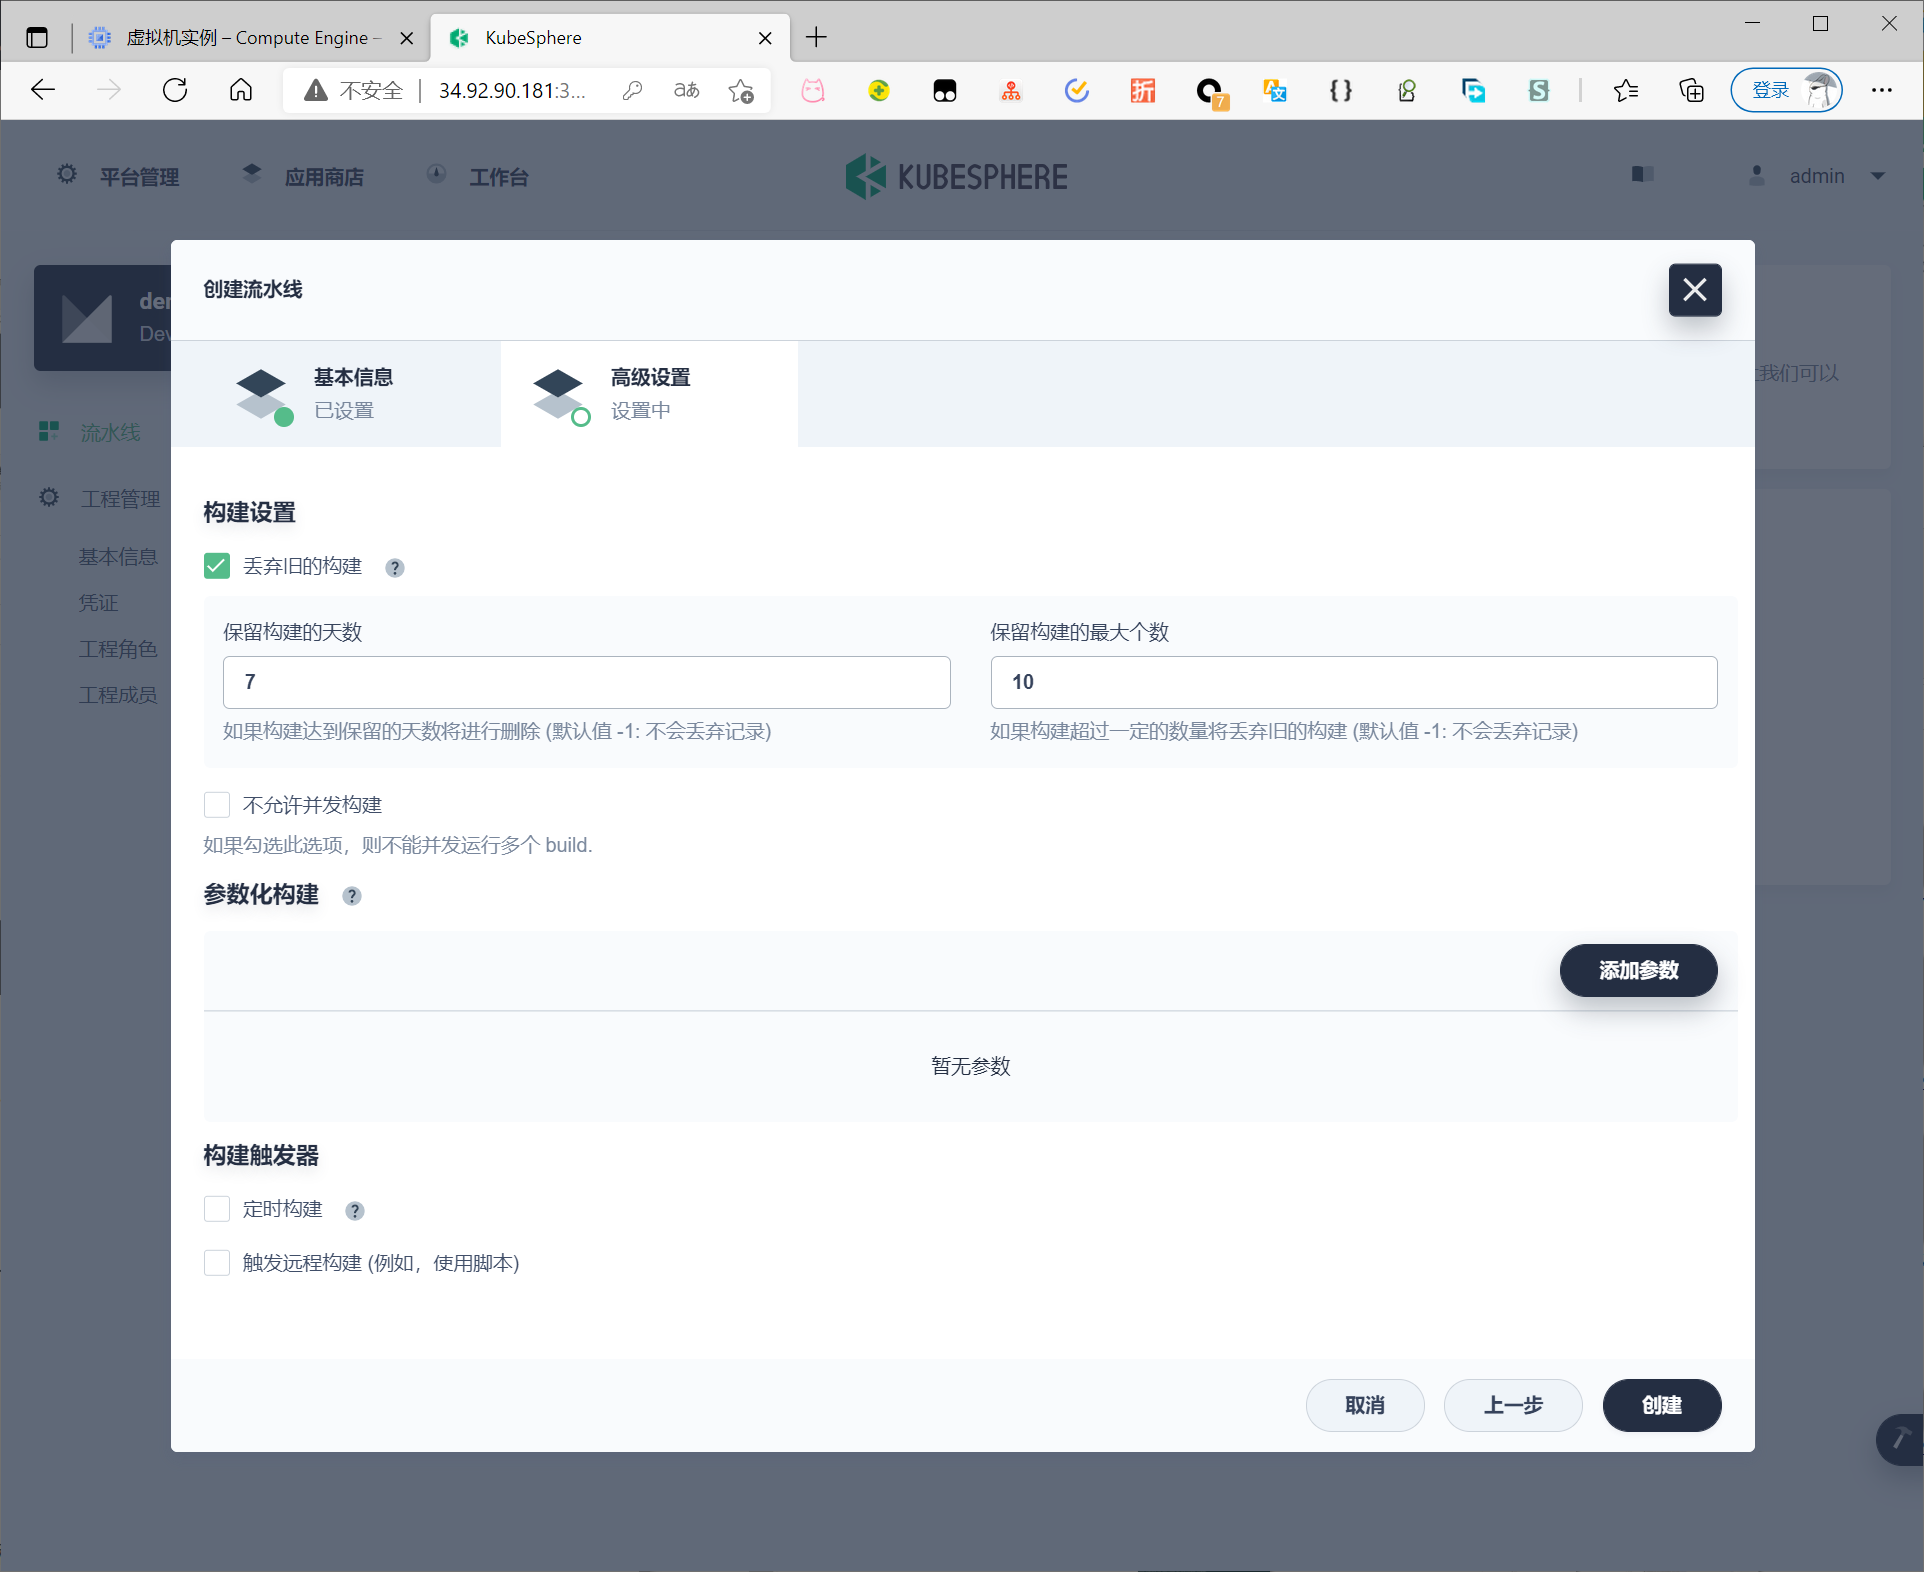 虚拟机实例 – Compute Engine –
KubeSphere
不安全
34.92.90.181:3...
aあ
折
7
文
{}
S
登录
平台管理
应用商店
工作台
KUBESPHERE
admin
创建流水线
基本信息
已设置
高级设置
设置中
我们可以
流水线
工程管理
基本信息
凭证
工程角色
工程成员
构建设置
丢弃旧的构建
?
保留构建的天数
保留构建的最大个数
7
10
如果构建达到保留的天数将进行删除 (默认值 -1: 不会丢弃记录)
如果构建超过一定的数量将丢弃旧的构建 (默认值 -1: 不会丢弃记录)
不允许并发构建
如果勾选此选项，则不能并发运行多个 build.
参数化构建
?
添加参数
暂无参数
构建触发器
定时构建
?
触发远程构建 (例如，使用脚本)
取消
上一步
创建